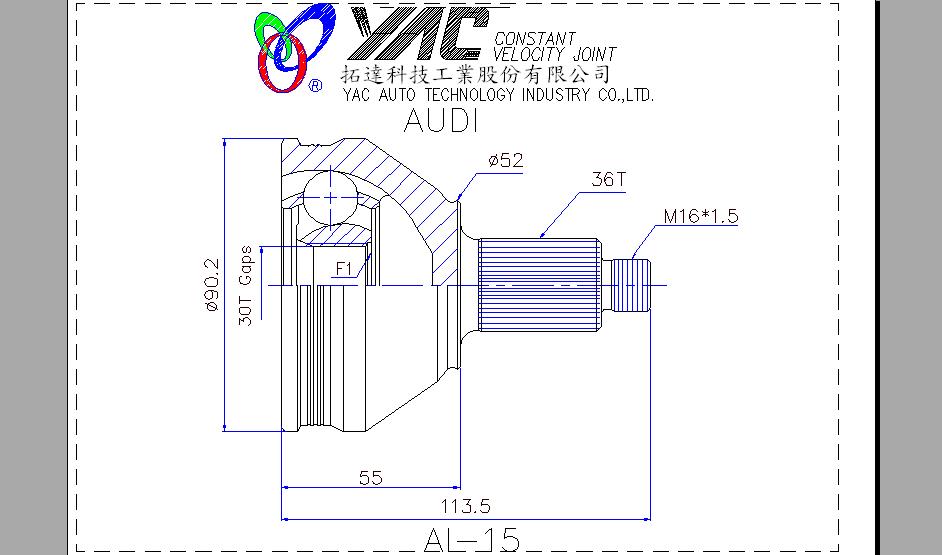 YAC CONSTANT
VELOCITY JOINT
®
拓達科技工業股份有限公司
YAC AUTO TECHNOLOGY INDUSTRY CO.,LTD.
AUDI
ø52
36T
M16*1.5
ø90.2
30T Gaps
F1
55
113.5
AL-15